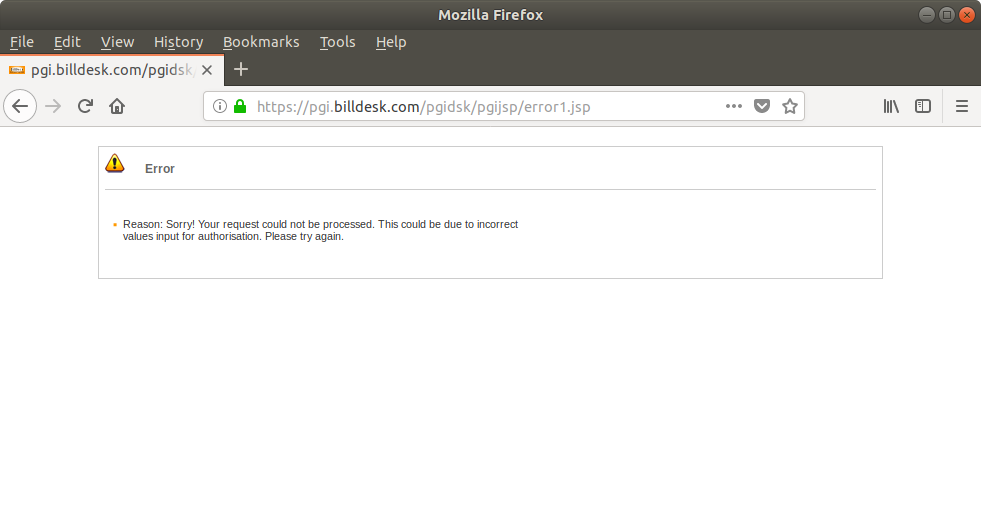 Mozilla Firefox
File Edit View History Bookmarks Tools Help
pgi.billdesk.com/pgidsk
https://pgi.billdesk.com/pgidsk/pgijsp/error1.jsp
Error
Reason: Sorry! Your request could not be processed. This could be due to incorrect
values input for authorisation. Please try again.